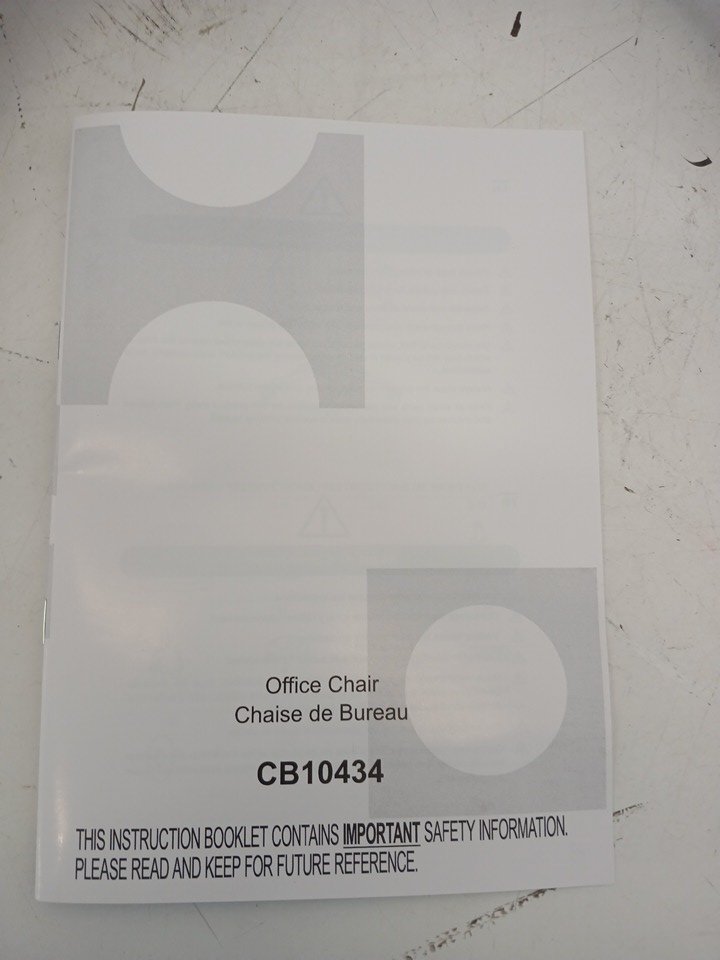 Office Chair
Chaise de Bureau
CB10434
THIS INSTRUCTION BOOKLET CONTAINS IMPORTANT SAFETY INFORMATION.
PLEASE READ AND KEEP FOR FUTURE REFERENCE.